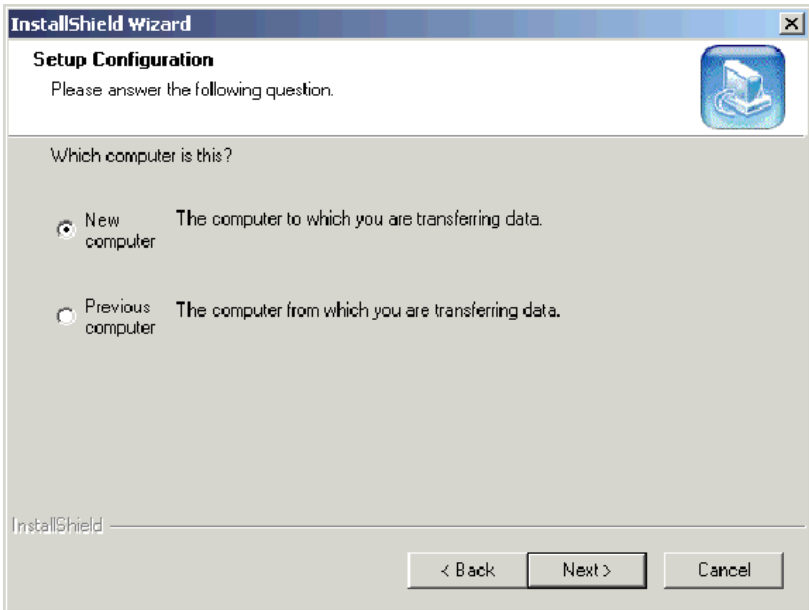 InstallShield Wizard
Setup Configuration
Please answer the following question.
Which computer is this?
New
computer
The computer to which you are transferring data.
Previous
computer
The computer from which you are transferring data.
InstallShield
< Back
Next >
Cancel